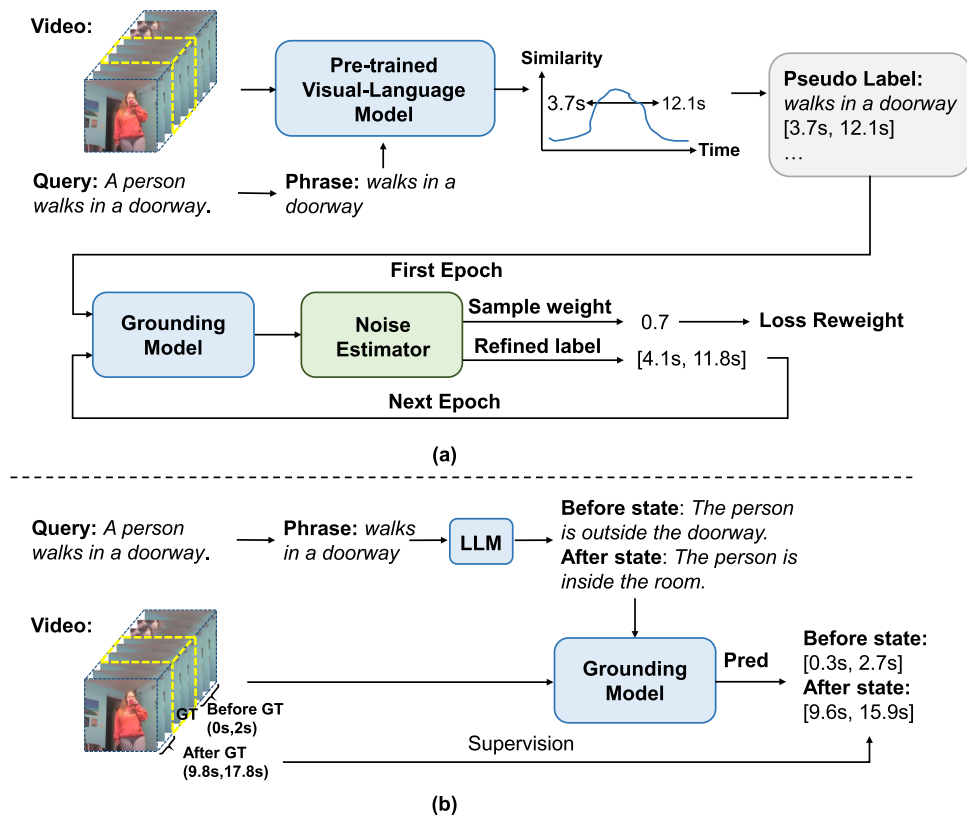 Video:
Pre-trained
Visual-Language
Model
Similarity
3.7s
12.1s
Time
Pseudo Label:
walks in a doorway
[3.7s, 12.1s]
...
Query: A person
walks in a doorway.
Phrase: walks in a
doorway
First Epoch
Grounding
Model
Noise
Estimator
Sample weight
0.7
Loss Reweight
Refined label
[4.1s, 11.8s]
Next Epoch
(a)
Query: A person
walks in a doorway.
Phrase: walks
in a doorway
LLM
Before state: The person
is outside the doorway.
After state: The person is
inside the room.
Video:
GT
Before GT
(0s,2s)
After GT
(9.8s,17.8s)
Grounding
Model
Pred
Before state:
[0.3s, 2.7s]
After state:
[9.6s, 15.9s]
Supervision
(b)